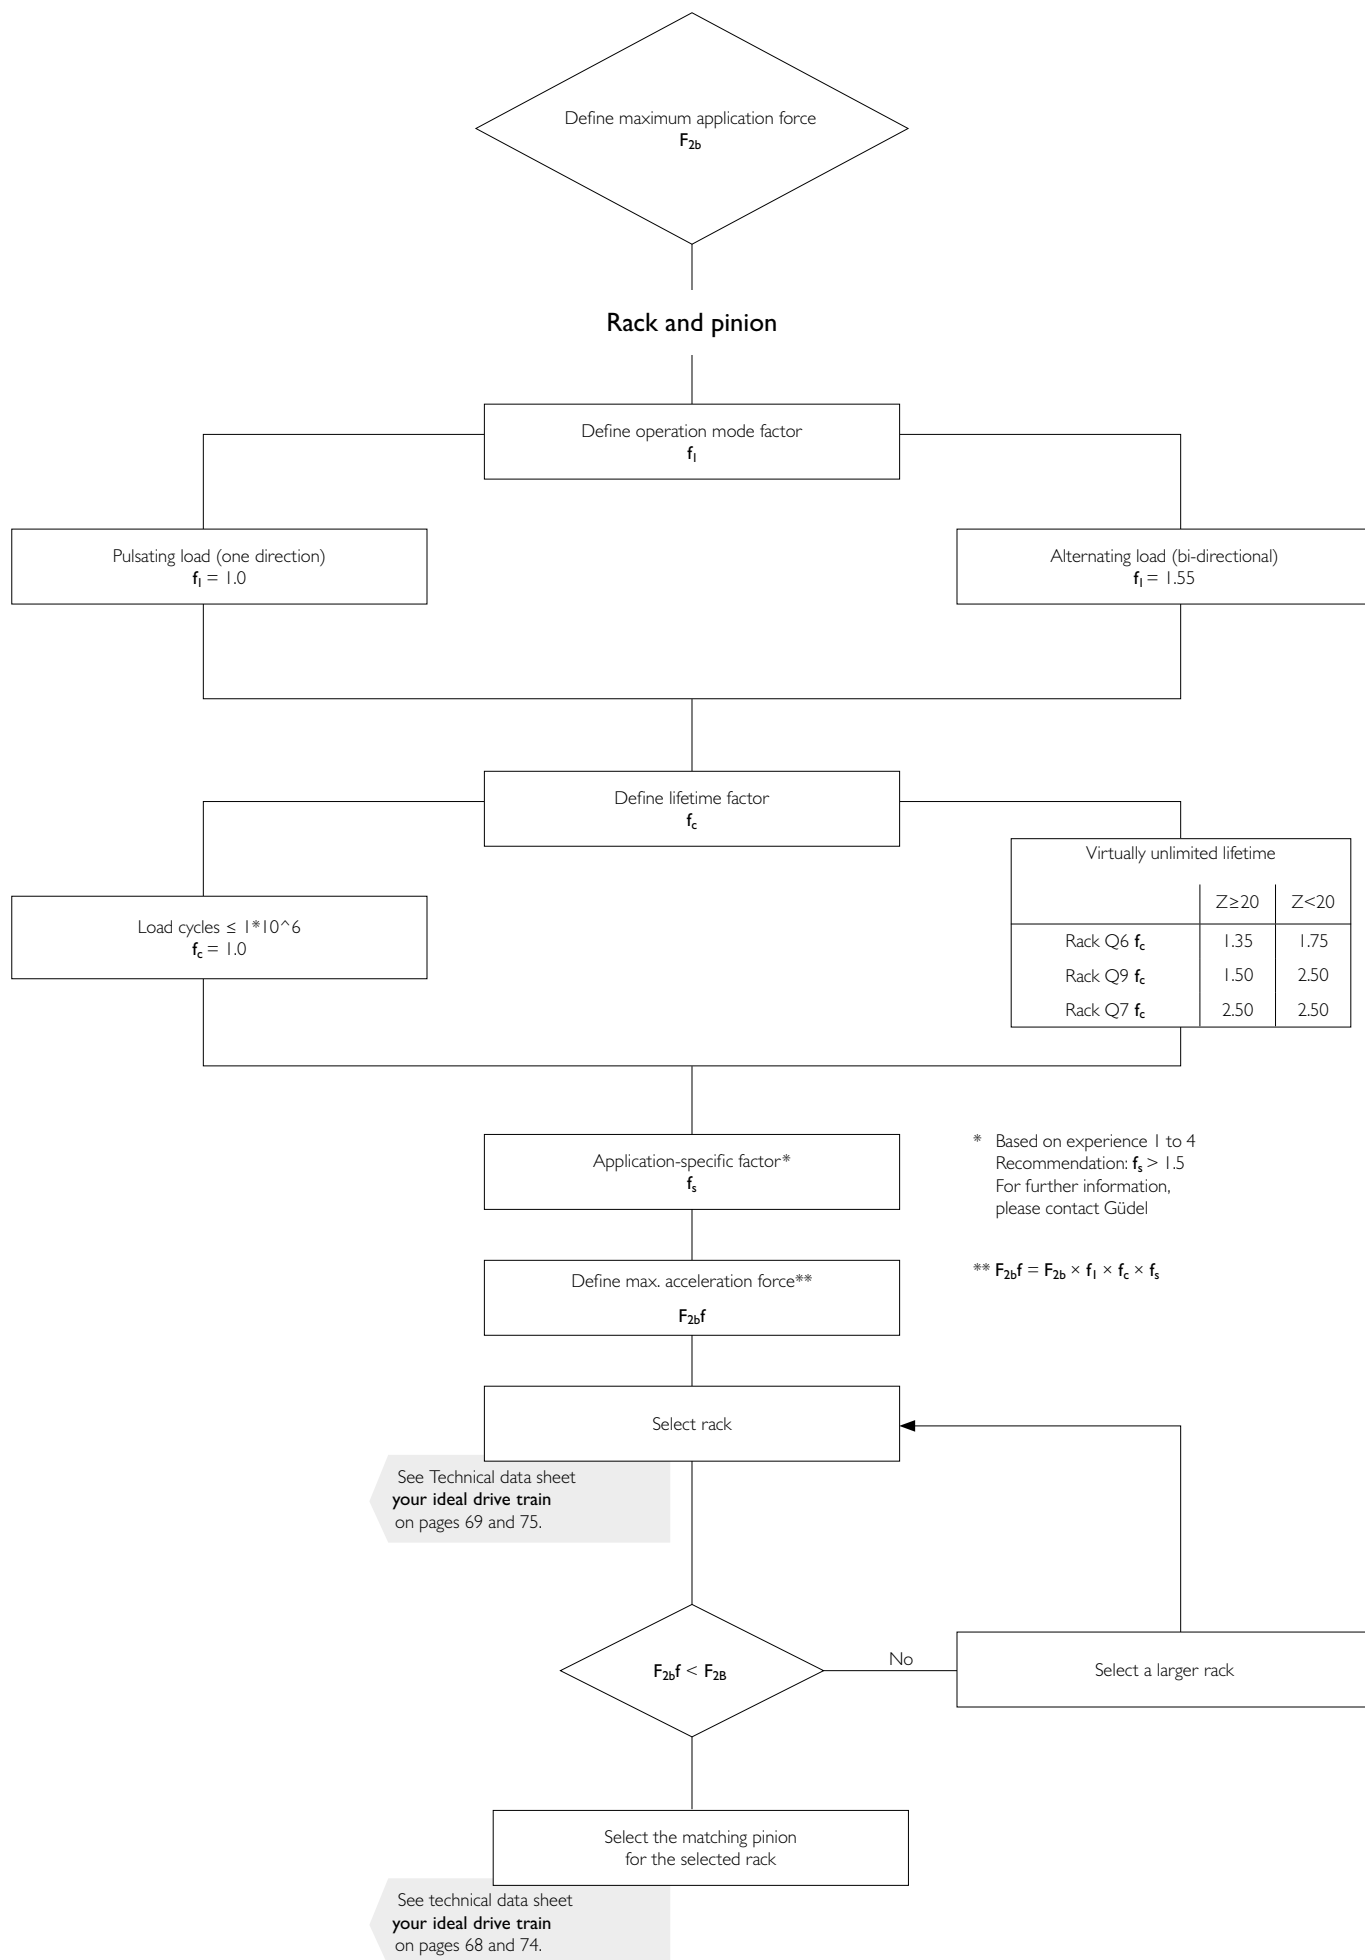 Define maximum application force
F2b
Rack and pinion
Define operation mode factor
f1
Pulsating load (one direction)
f1 = 1.0
Alternating load (bi-directional)
f1 = 1.55
Define lifetime factor
fc
Load cycles ≤ 1*10^6
fc = 1.0
Virtually unlimited lifetime
Z≥20 Z<20
Rack Q6 fc 1.35 1.75
Rack Q9 fc 1.50 2.50
Rack Q7 fc 2.50 2.50
Application-specific factor*
fs
* Based on experience 1 to 4
Recommendation: fs > 1.5
For further information,
please contact Güdel
Define max. acceleration force**
F2bf
** F2bf = F2b × f1 × fc × fs
Select rack
See Technical data sheet
your ideal drive train
on pages 69 and 75.
F2bf < F2B
No
Select a larger rack
Select the matching pinion
for the selected rack
See technical data sheet
your ideal drive train
on pages 68 and 74.